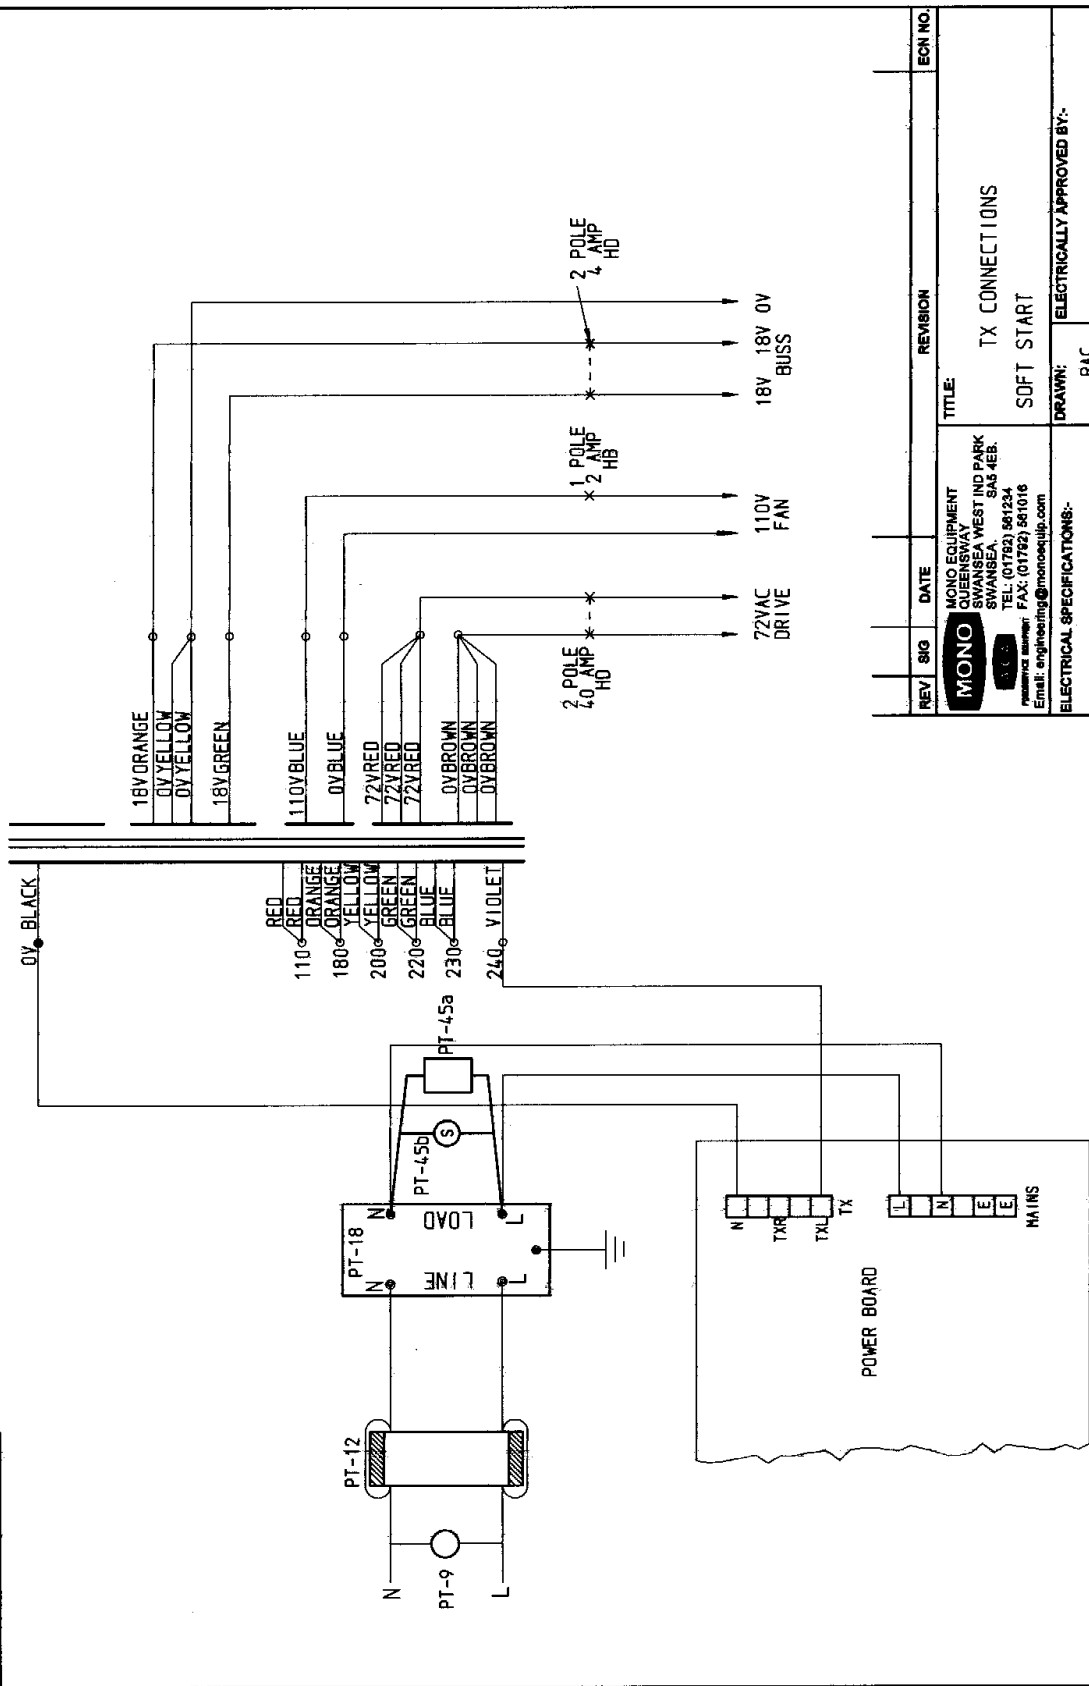 0V BLACK
RED
RED
110
ORANGE
ORANGE
180
YELLOW
YELLOW
200
GREEN
GREEN
220
BLUE
BLUE
230
240 VIOLET
18V ORANGE
0V YELLOW
0V YELLOW
18V GREEN
110V BLUE
0V BLUE
72V RED
72V RED
72V RED
0V BROWN
0V BROWN
0V BROWN
2 POLE
4 AMP
HD
1 POLE
2 AMP
HB
2 POLE
40 AMP
HD
18V 18V 0V
BUSS
110V
FAN
72VAC
DRIVE
N
PT-9
L
PT-12
PT-18
N
LINE
L
N
LOAD
L
PT-45b
S
PT-45a
N
TXR
TXL
TX
L
N
E
E
MAINS
POWER BOARD
REV SIG DATE REVISION ECN NO.
MONO
MONO EQUIPMENT
QUEENSWAY
SWANSEA WEST IND PARK
SWANSEA. SA5 4EB.
TEL: (01792) 561234
FAX: (01792) 561016
Email: engineering@monoequip.com
TITLE:
TX CONNECTIONS
SOFT START
ELECTRICAL SPECIFICATIONS:-
DRAWN:
ELECTRICALLY APPROVED BY:-